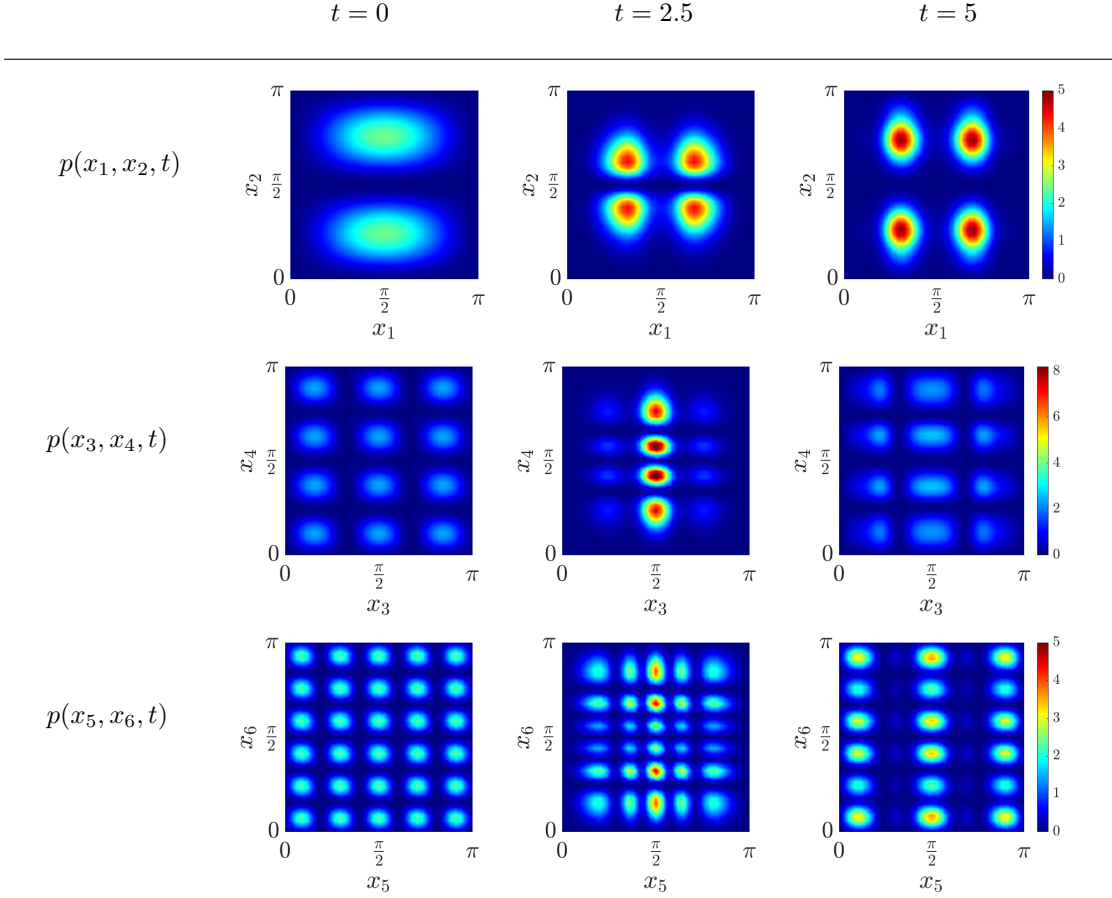 t = 0 t = 2.5 t = 5
p(x₁, x₂, t)
π π π 5
4
3
x₂ π/2 x₂ π/2 x₂ π/2
2
1
0 0 0 0
0 π/2 π 0 π/2 π 0 π/2 π
x₁ x₁ x₁
p(x₃, x₄, t)
π π π 8
6
x₄ π/2 x₄ π/2 x₄ π/2 4
2
0 0 0 0
0 π/2 π 0 π/2 π 0 π/2 π
x₃ x₃ x₃
p(x₅, x₆, t)
π π π 5
4
3
x₆ π/2 x₆ π/2 x₆ π/2
2
1
0 0 0 0
0 π/2 π 0 π/2 π 0 π/2 π
x₅ x₅ x₅